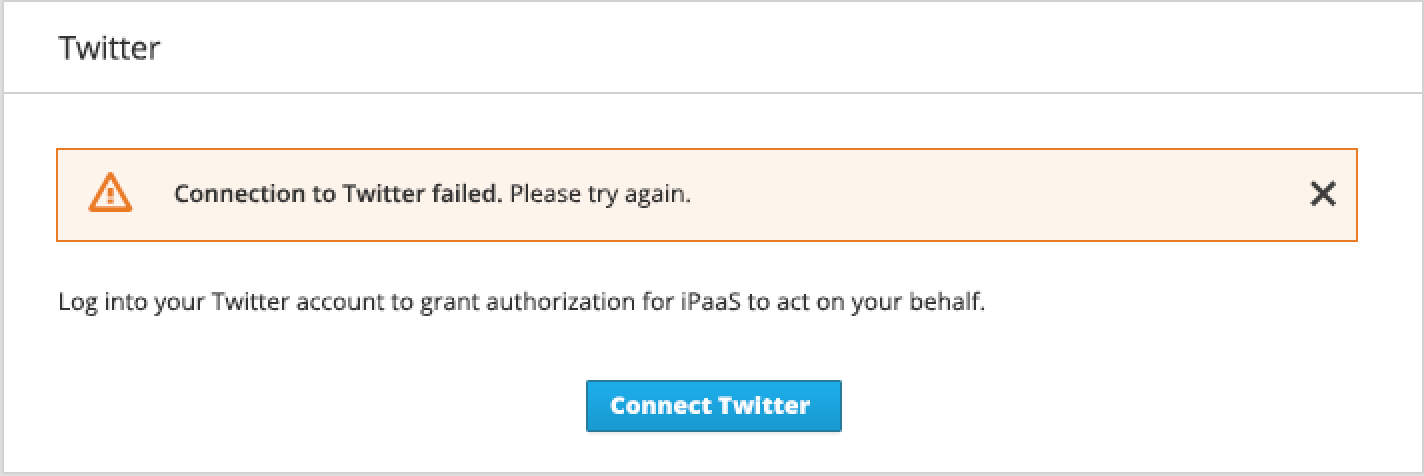 Twitter
Connection to Twitter failed. Please try again.
Log into your Twitter account to grant authorization for iPaaS to act on your behalf.
Connect Twitter